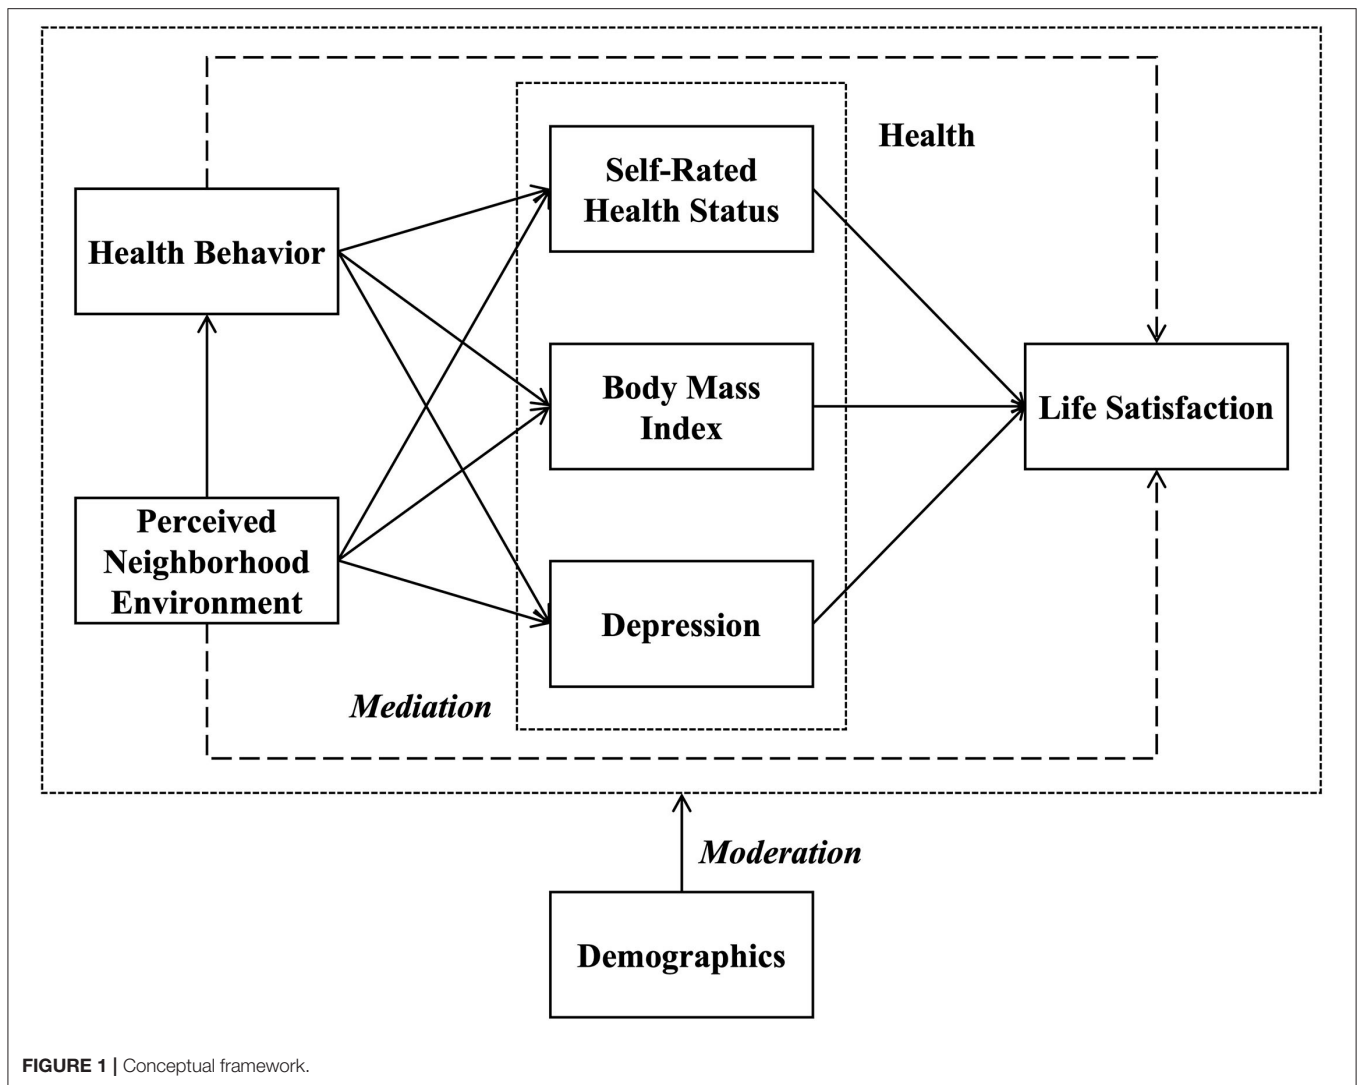 Health
Self-Rated
Health Status
Health Behavior
Body Mass
Index
Life Satisfaction
Perceived
Neighborhood
Environment
Depression
Mediation
Moderation
Demographics
FIGURE 1 | Conceptual framework.